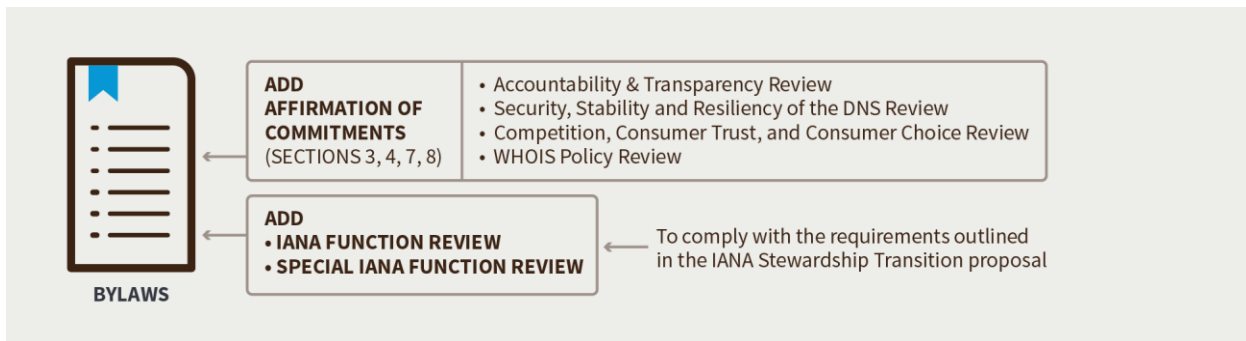 ADD
AFFIRMATION OF
COMMITMENTS
(SECTIONS 3, 4, 7, 8)
• Accountability & Transparency Review
• Security, Stability and Resiliency of the DNS Review
• Competition, Consumer Trust, and Consumer Choice Review
• WHOIS Policy Review
ADD
• IANA FUNCTION REVIEW
• SPECIAL IANA FUNCTION REVIEW
To comply with the requirements outlined
in the IANA Stewardship Transition proposal
BYLAWS